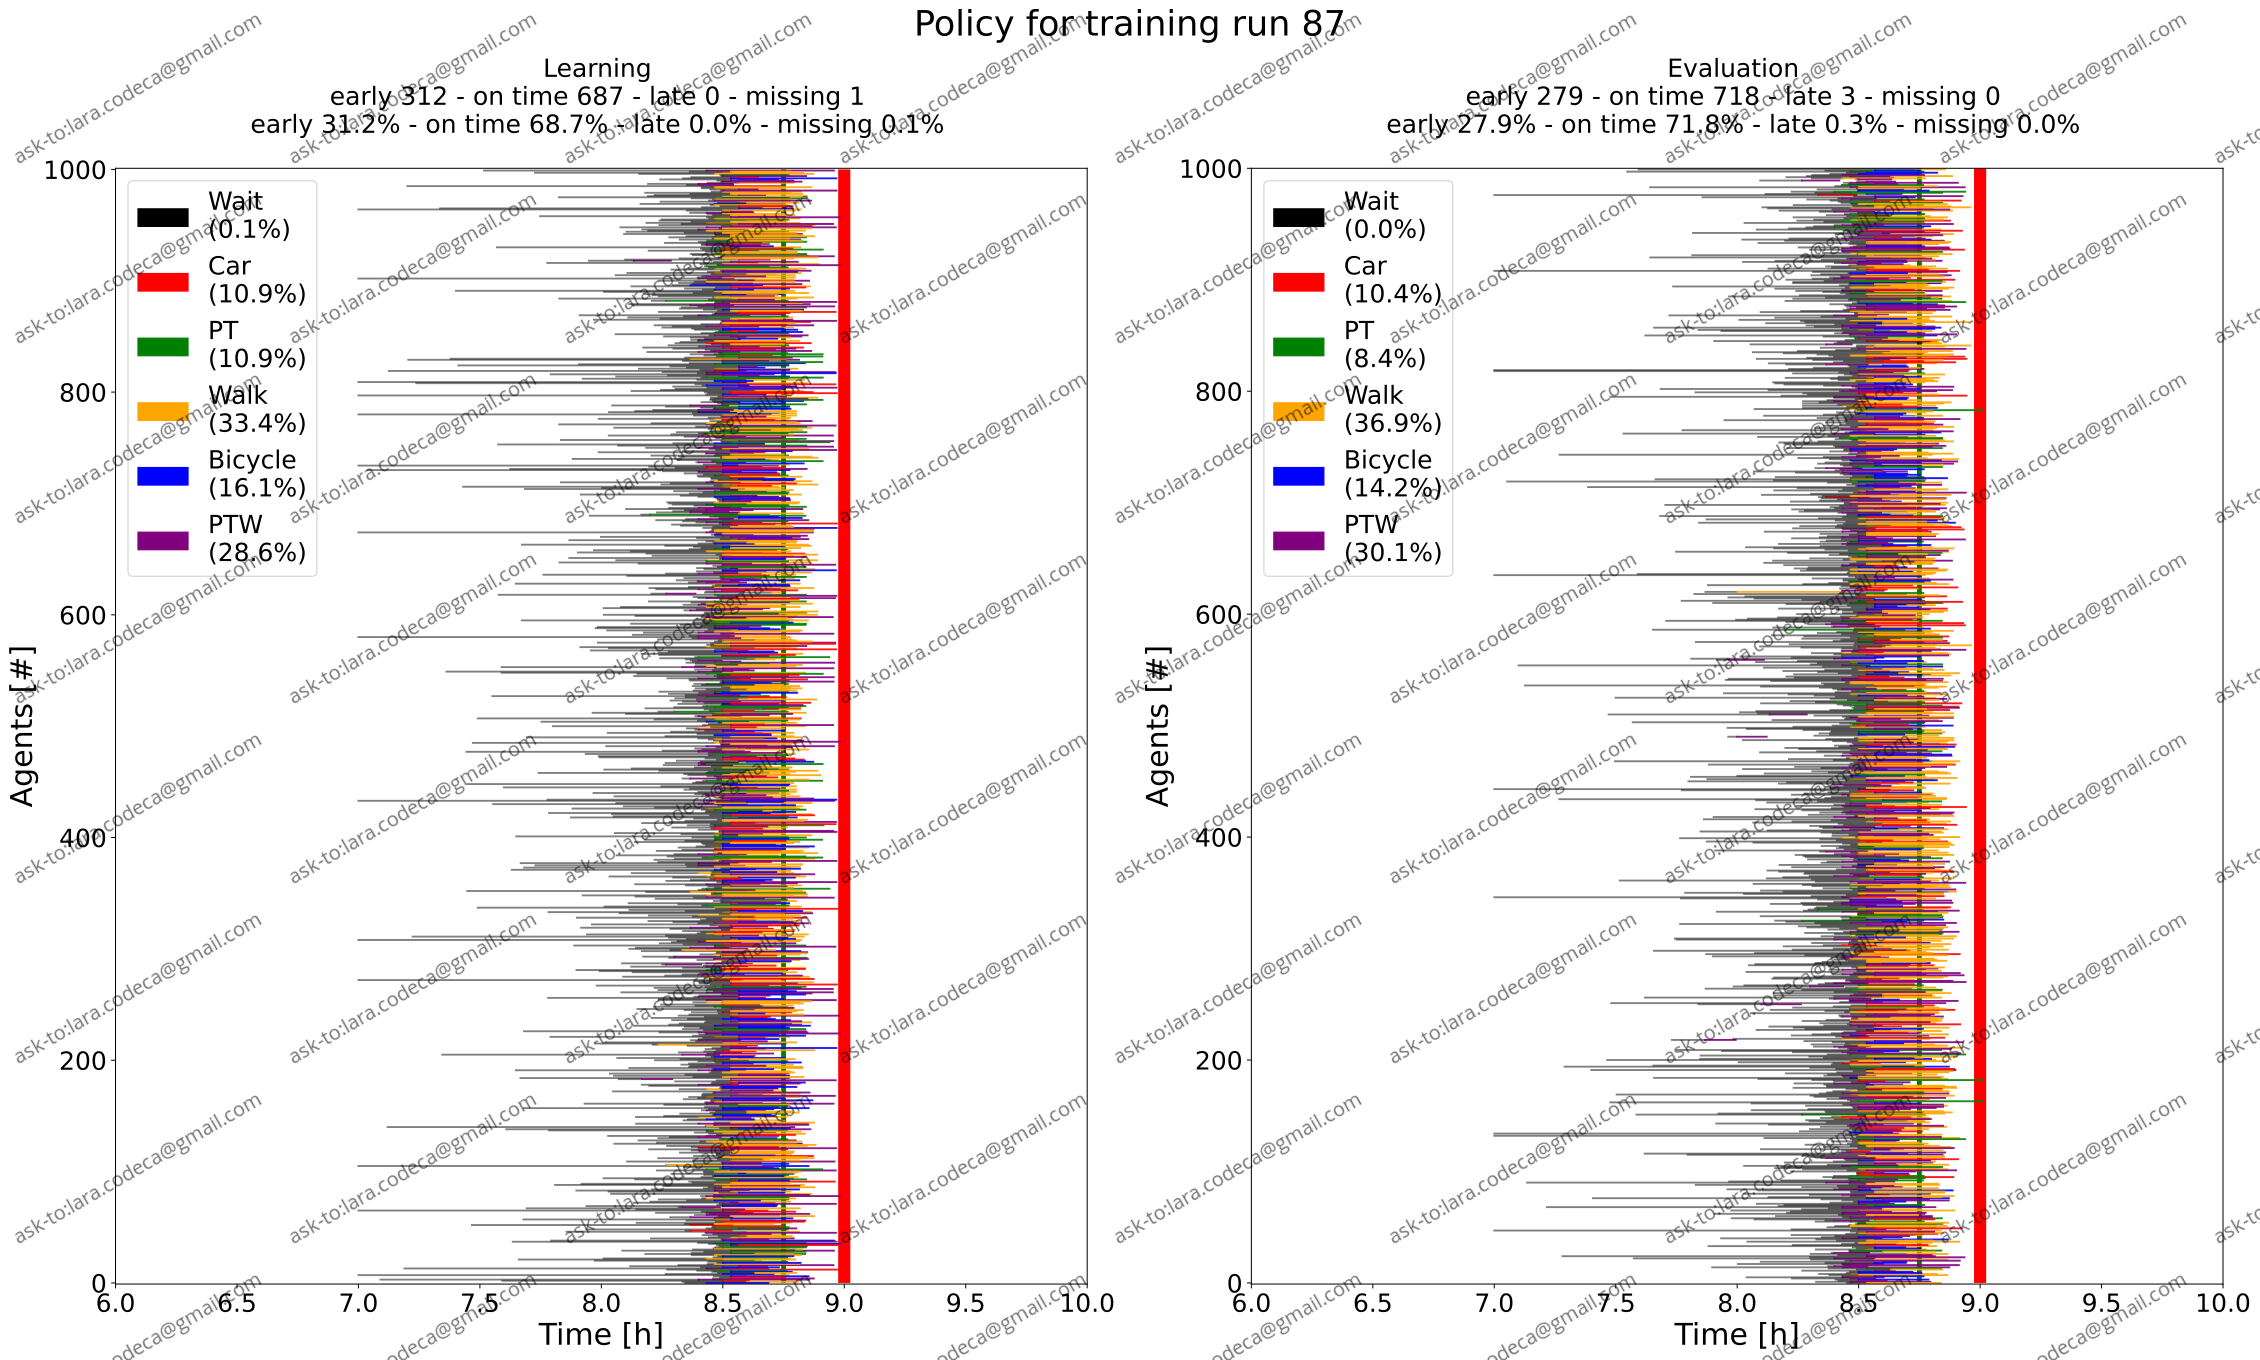 Policy for training run 87
Learning
early 312 - on time 687 - late 0 - missing 1
early 31.2% - on time 68.7% - late 0.0% - missing 0.1%
Wait
(0.1%)
Car
(10.9%)
PT
(10.9%)
Walk
(33.4%)
Bicycle
(16.1%)
PTW
(28.6%)
1000
800
600
400
200
0
Agents [#]
6.0 6.5 7.0 7.5 8.0 8.5 9.0 9.5 10.0
Time [h]
Evaluation
early 279 - on time 718 - late 3 - missing 0
early 27.9% - on time 71.8% - late 0.3% - missing 0.0%
Wait
(0.0%)
Car
(10.4%)
PT
(8.4%)
Walk
(36.9%)
Bicycle
(14.2%)
PTW
(30.1%)
1000
800
600
400
200
0
Agents [#]
6.0 6.5 7.0 7.5 8.0 8.5 9.0 9.5 10.0
Time [h]
ask-to:lara.codeca@gmail.com